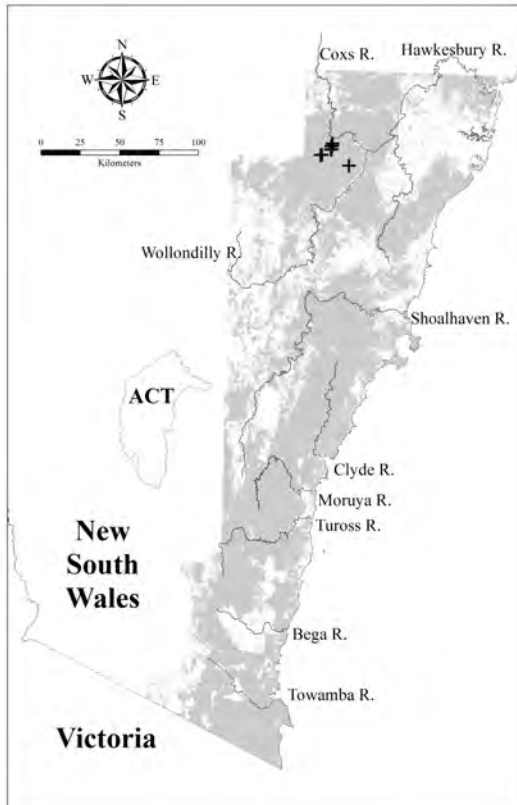 Coxs R.
Hawkesbury R.
N
W E
S
0 25 50 75 100
Kilometers
Wollondilly R.
Shoalhaven R.
ACT
Clyde R.
Moruya R.
Tuross R.
New
South
Wales
Bega R.
Towamba R.
Victoria